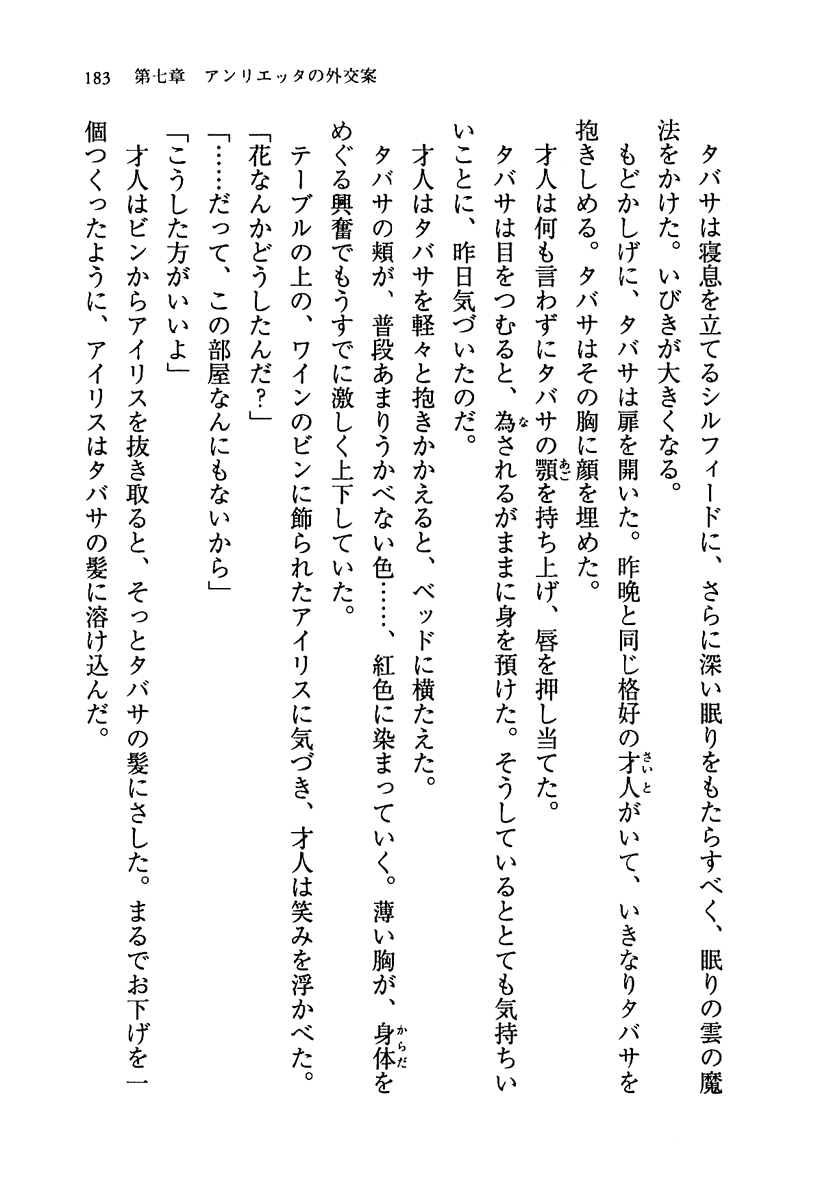 183　第七章　アンリエッタの外交案
タバサは寝息を立てるシルフィードに、さらに深い眠りをもたらすべく、眠りの雲の魔
法をかけた。いびきが大きくなる。
もどかしげに、タバサは扉を開いた。昨晩と同じ格好の才人がいて、いきなりタバサを
抱きしめる。タバサはその胸に顔を埋めた。
才人は何も言わずにタバサの顎を持ち上げ、唇を押し当てた。
タバサは目をつむると、為されるがままに身を預けた。そうしているととても気持ちい
いことに、昨日気づいたのだ。
才人はタバサを軽々と抱きかかえると、ベッドに横たえた。
タバサの頬が、普段あまりうかべない色……、紅色に染まっていく。薄い胸が、身体を
めぐる興奮でもうすでに激しく上下していた。
テーブルの上の、ワインのビンに飾られたアイリスに気づき、才人は笑みを浮かべた。
「花なんかどうしたんだ？」
「……だって、この部屋なんにもないから」
「こうした方がいいよ」
才人はビンからアイリスを抜き取ると、そっとタバサの髪にさした。まるでお下げを一
個つくったように、アイリスはタバサの髪に溶け込んだ。